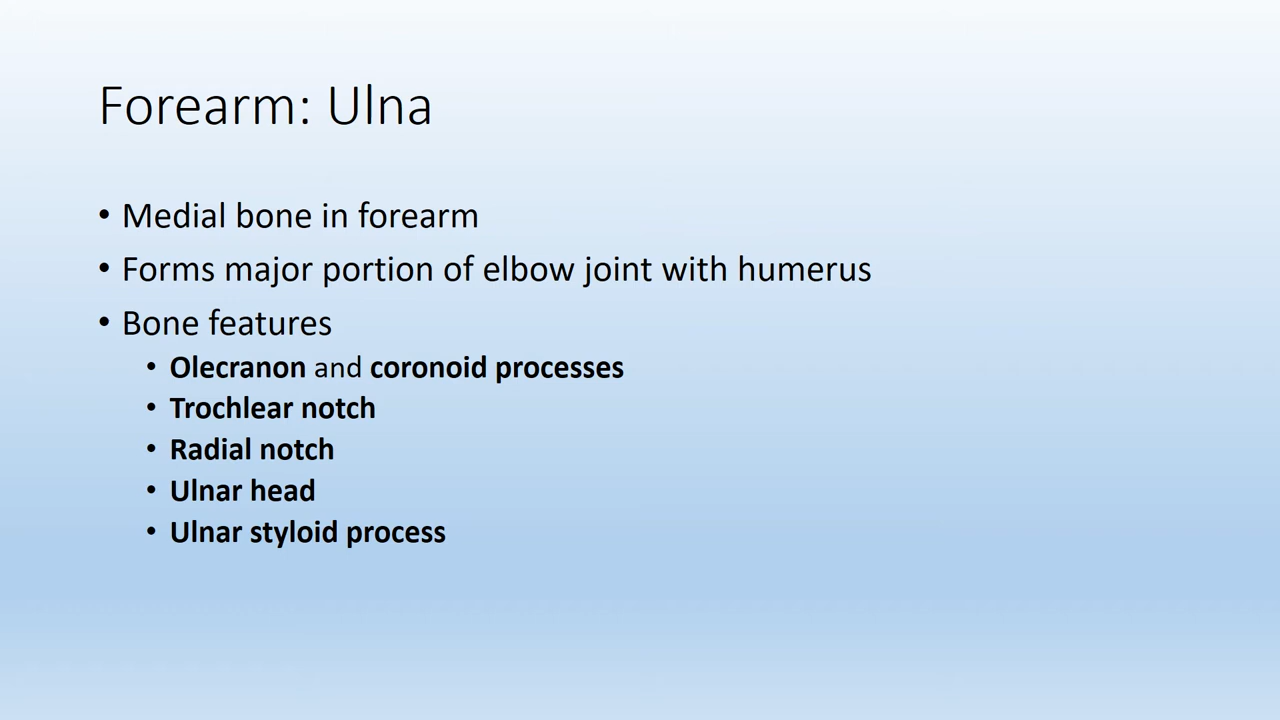 Forearm: Ulna
• Medial bone in forearm
• Forms major portion of elbow joint with humerus
• Bone features
• Olecranon and coronoid processes
• Trochlear notch
• Radial notch
• Ulnar head
• Ulnar styloid process